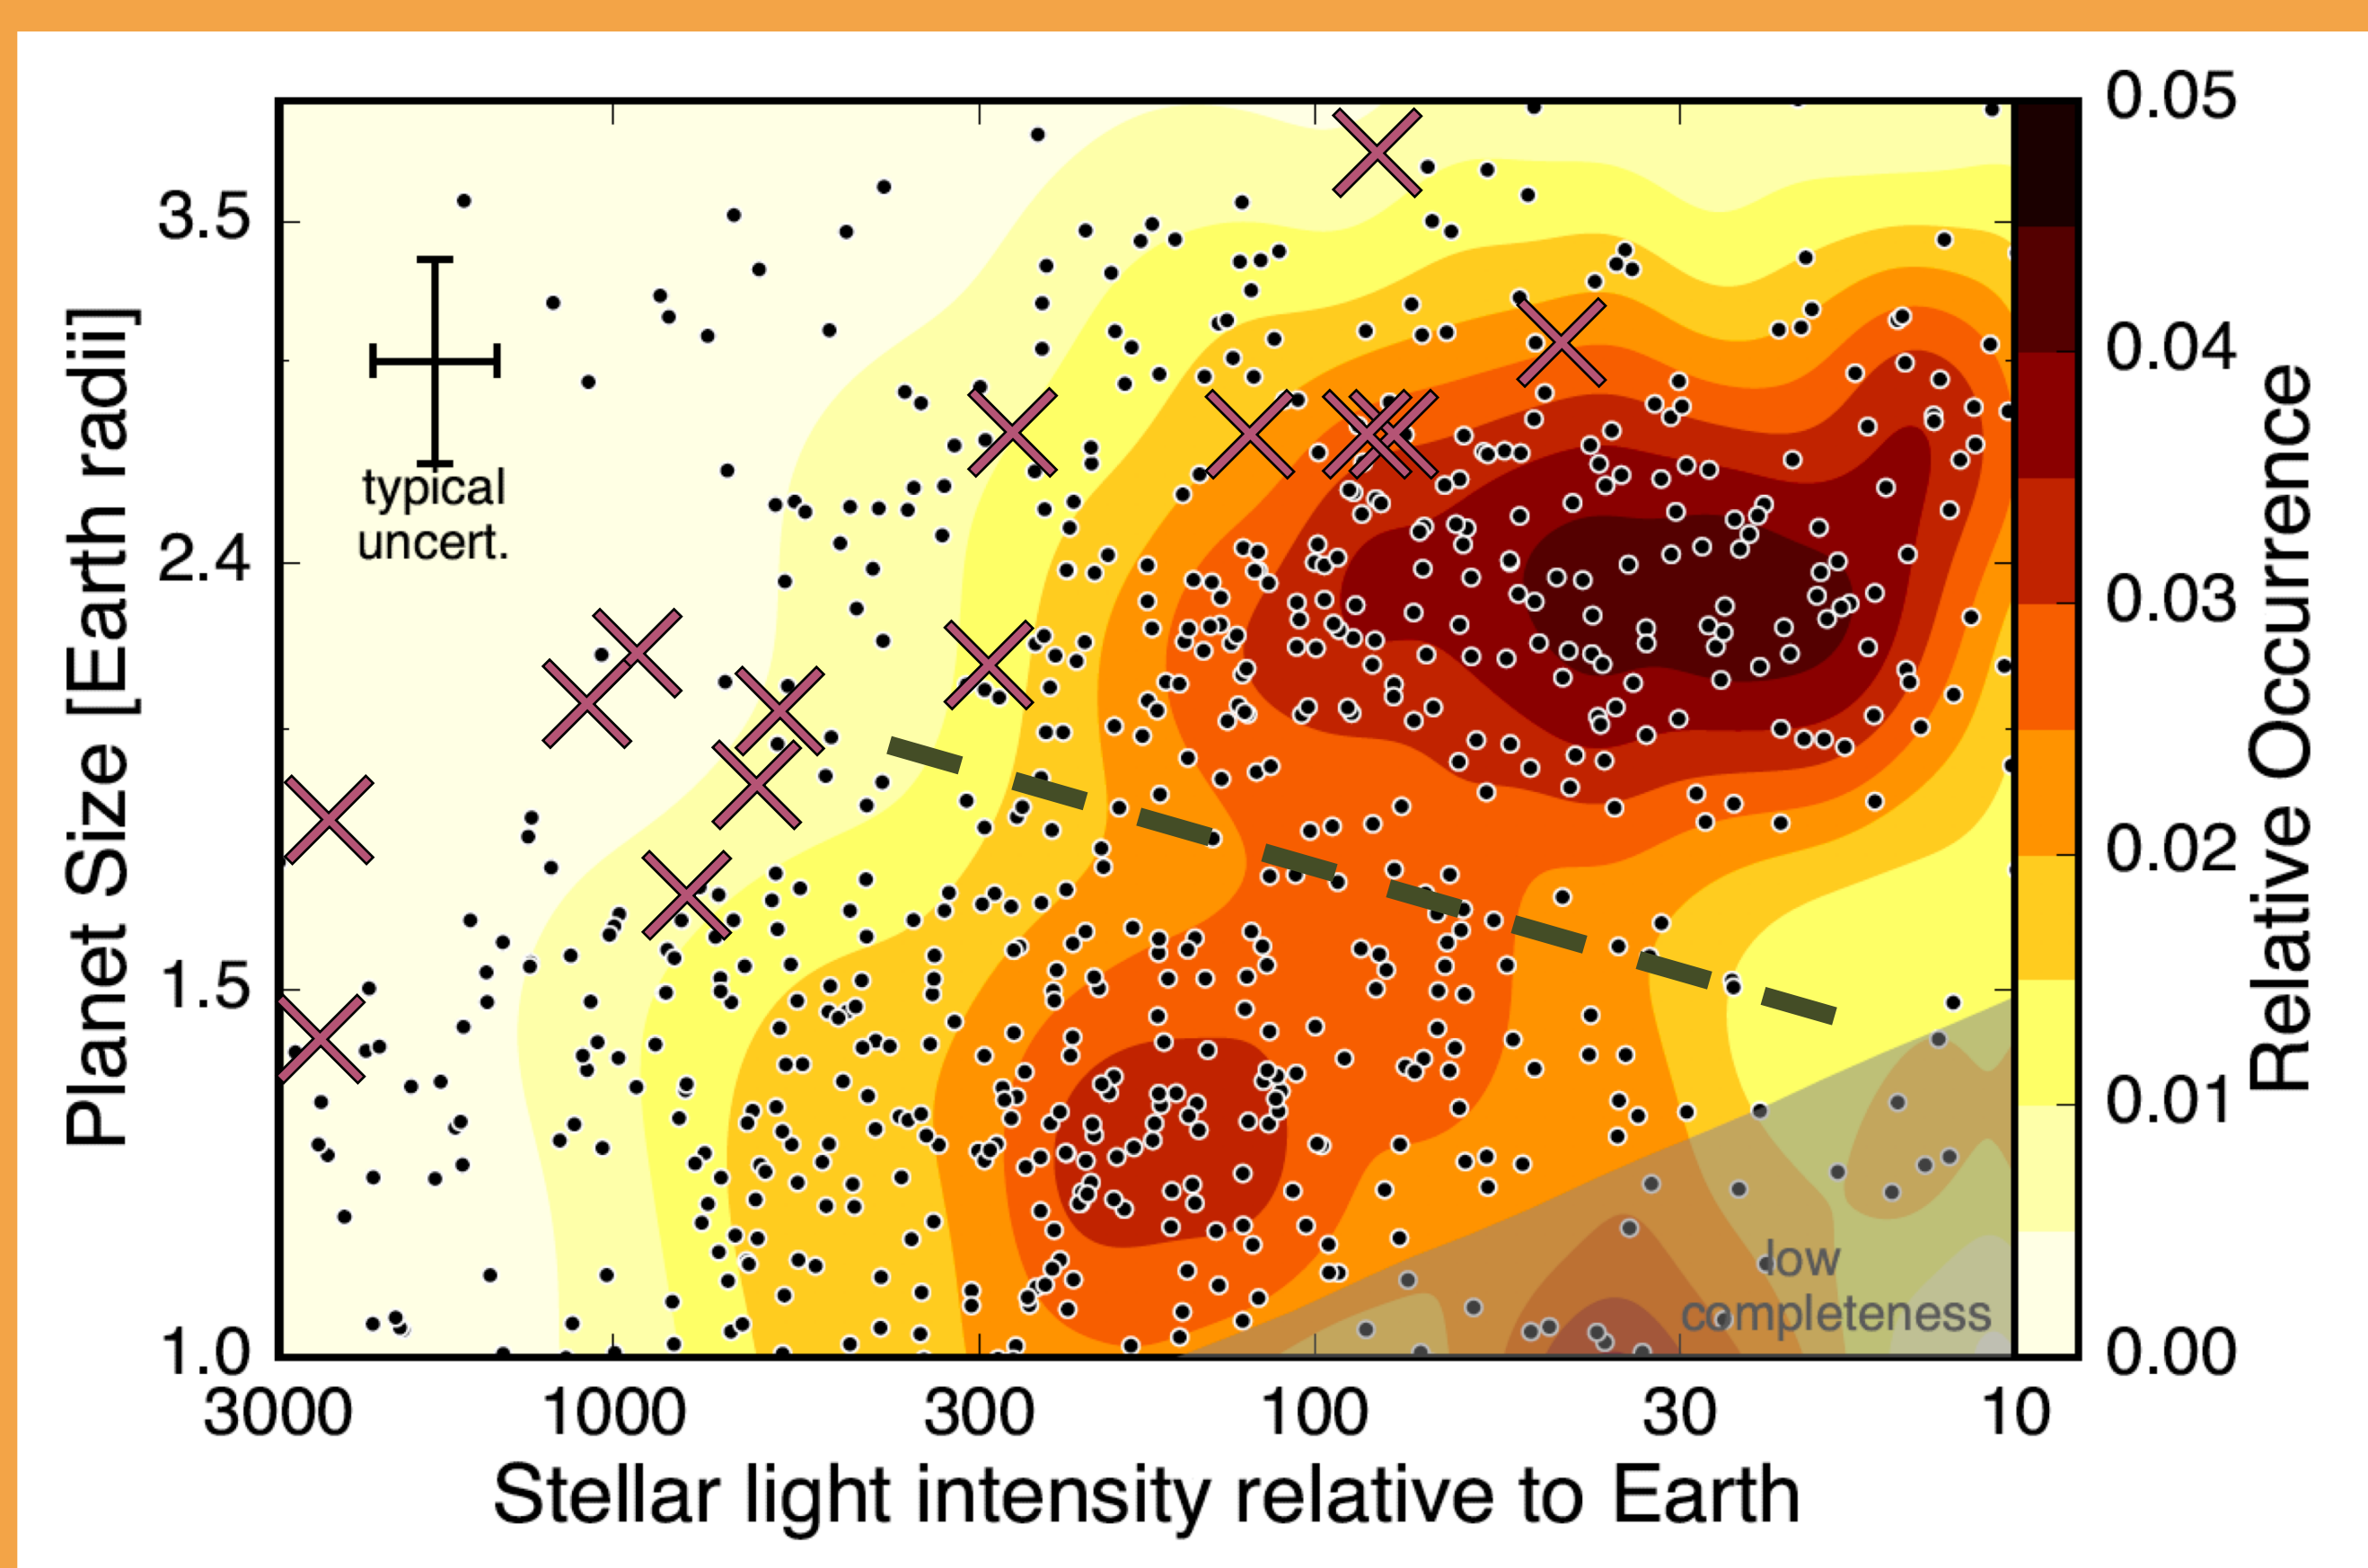 0.05
3.5
0.04
typical
uncert.
2.4
0.03
Planet Size [Earth radii]
Relative Occurrence
0.02
1.5
0.01
low
completeness
1.0
0.00
3000 1000 300 100 30 10
Stellar light intensity relative to Earth